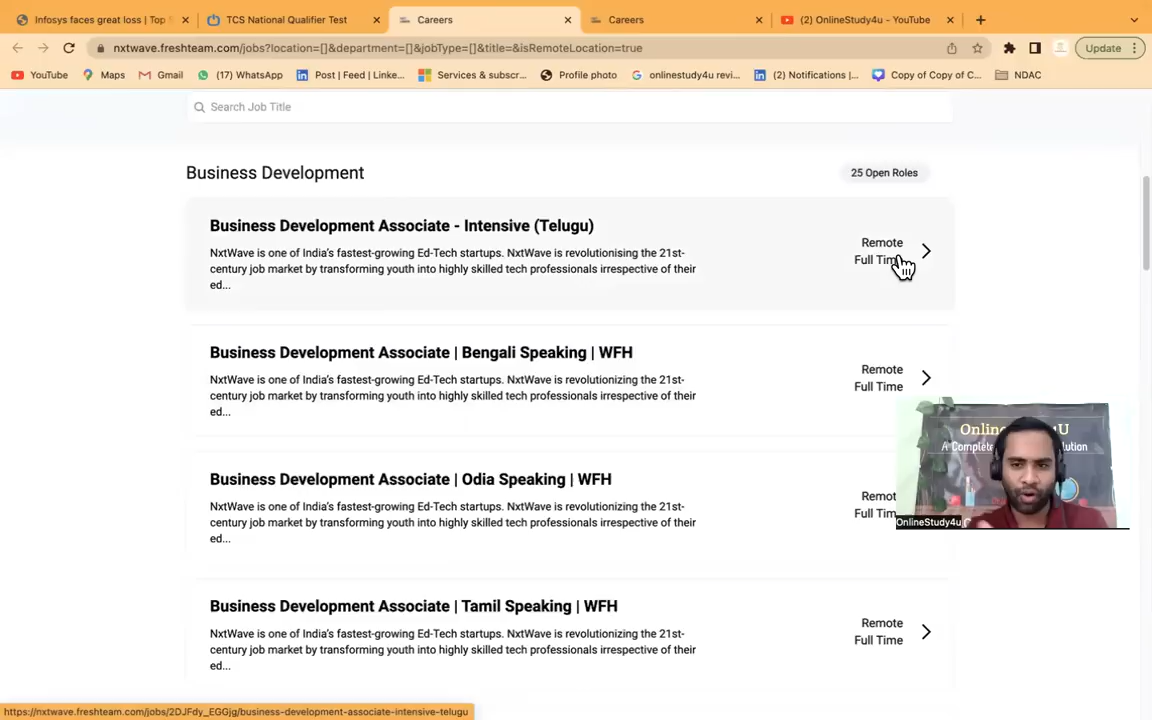 Infosys faces great loss | Top
TCS National Qualifier Test
Careers
Careers
(2) OnlineStudy4u - YouTube
nxtwave.freshteam.com/jobs?location=[]&department=[]&jobType=[]&title=&isRemoteLocation=true
Update
YouTube
Maps
Gmail
(17) WhatsApp
Post | Feed | Linke...
Services & subscr...
Profile photo
onlinestudy4u revi...
(2) Notifications |...
Copy of Copy of C...
NDAC
Search Job Title
Business Development
25 Open Roles
Business Development Associate - Intensive (Telugu)
NxtWave is one of India's fastest-growing Ed-Tech startups. NxtWave is revolutionising the 21st-
century job market by transforming youth into highly skilled tech professionals irrespective of their
ed...
Remote
Full Time
Business Development Associate | Bengali Speaking | WFH
NxtWave is one of India's fastest-growing Ed-Tech startups. NxtWave is revolutionizing the 21st-
century job market by transforming youth into highly skilled tech professionals irrespective of their
ed...
Remote
Full Time
Business Development Associate | Odia Speaking | WFH
NxtWave is one of India's fastest-growing Ed-Tech startups. NxtWave is revolutionizing the 21st-
century job market by transforming youth into highly skilled tech professionals irrespective of their
ed...
Remot
Full Tim
OnlineStudy4u
Business Development Associate | Tamil Speaking | WFH
NxtWave is one of India's fastest-growing Ed-Tech startups. NxtWave is revolutionizing the 21st-
century job market by transforming youth into highly skilled tech professionals irrespective of their
ed...
Remote
Full Time
https://nxtwave.freshteam.com/jobs/2DJFdy_EGGjg/business-development-associate-intensive-telugu